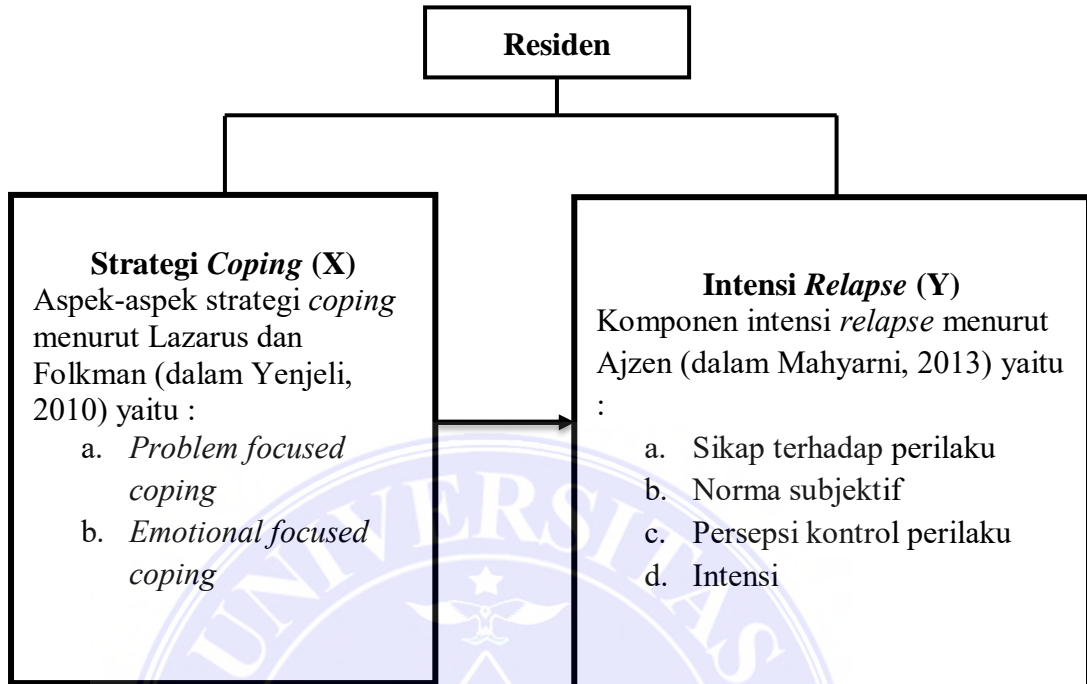 Residen
Strategi Coping (X)
Aspek-aspek strategi coping
menurut Lazarus dan
Folkman (dalam Yenjeli,
2010) yaitu :
a. Problem focused
coping
b. Emotional focused
coping
Intensi Relapse (Y)
Komponen intensi relapse menurut
Ajzen (dalam Mahyarni, 2013) yaitu
:
a. Sikap terhadap perilaku
b. Norma subjektif
c. Persepsi kontrol perilaku
d. Intensi
UNIVERSITAS